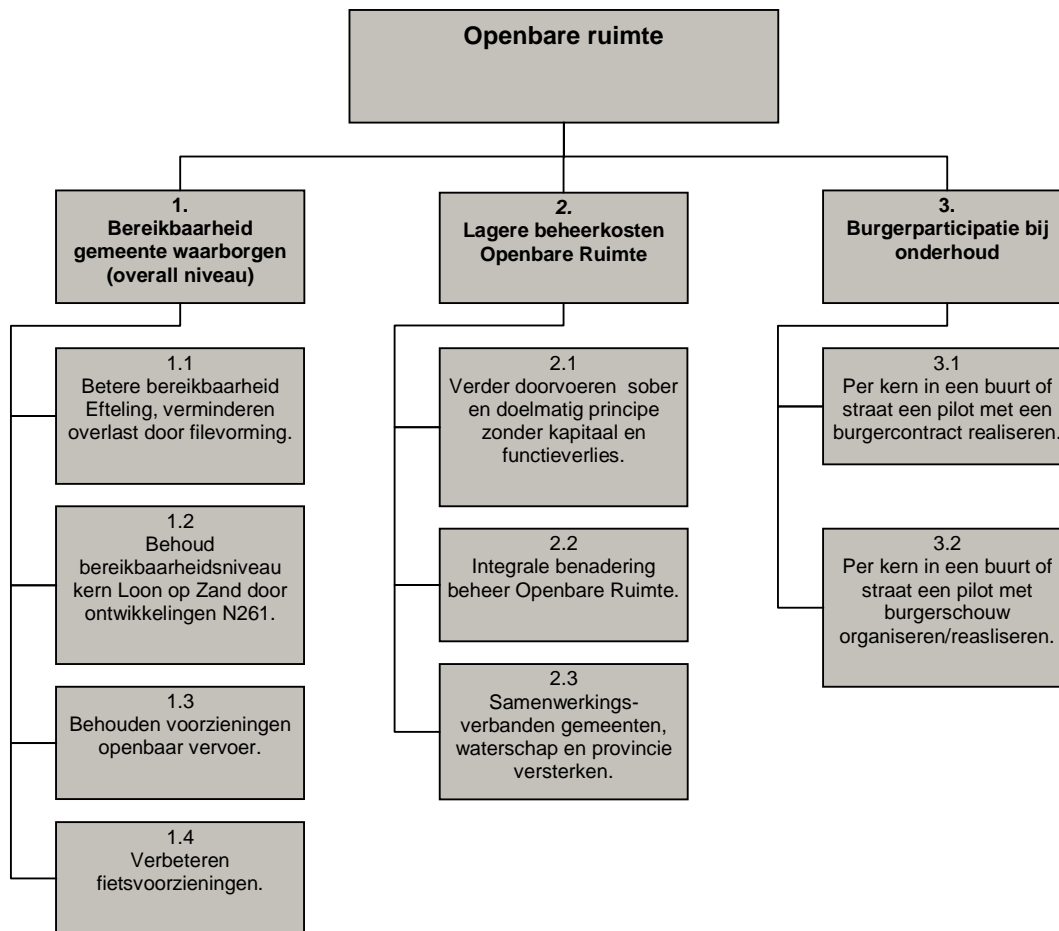 Openbare ruimte
1.
Bereikbaarheid
gemeente waarborgen
(overall niveau)
1.1
Betere bereikbaarheid
Efteling, verminderen
overlast door filevorming.
1.2
Behoud
bereikbaarheidsniveau
kern Loon op Zand door
ontwikkelingen N261.
1.3
Behouden voorzieningen
openbaar vervoer.
1.4
Verbeteren
fietsvoorzieningen.
2.
Lagere beheerkosten
Openbare Ruimte
2.1
Verder doorvoeren sober
en doelmatig principe
zonder kapitaal en
functieverlies.
2.2
Integrale benadering
beheer Openbare Ruimte.
2.3
Samenwerkings-
verbanden gemeenten,
waterschap en provincie
versterken.
3.
Burgerparticipatie bij
onderhoud
3.1
Per kern in een buurt of
straat een pilot met een
burgercontract realiseren.
3.2
Per kern in een buurt of
straat een pilot met
burgerschouw
organiseren/reasliseren.